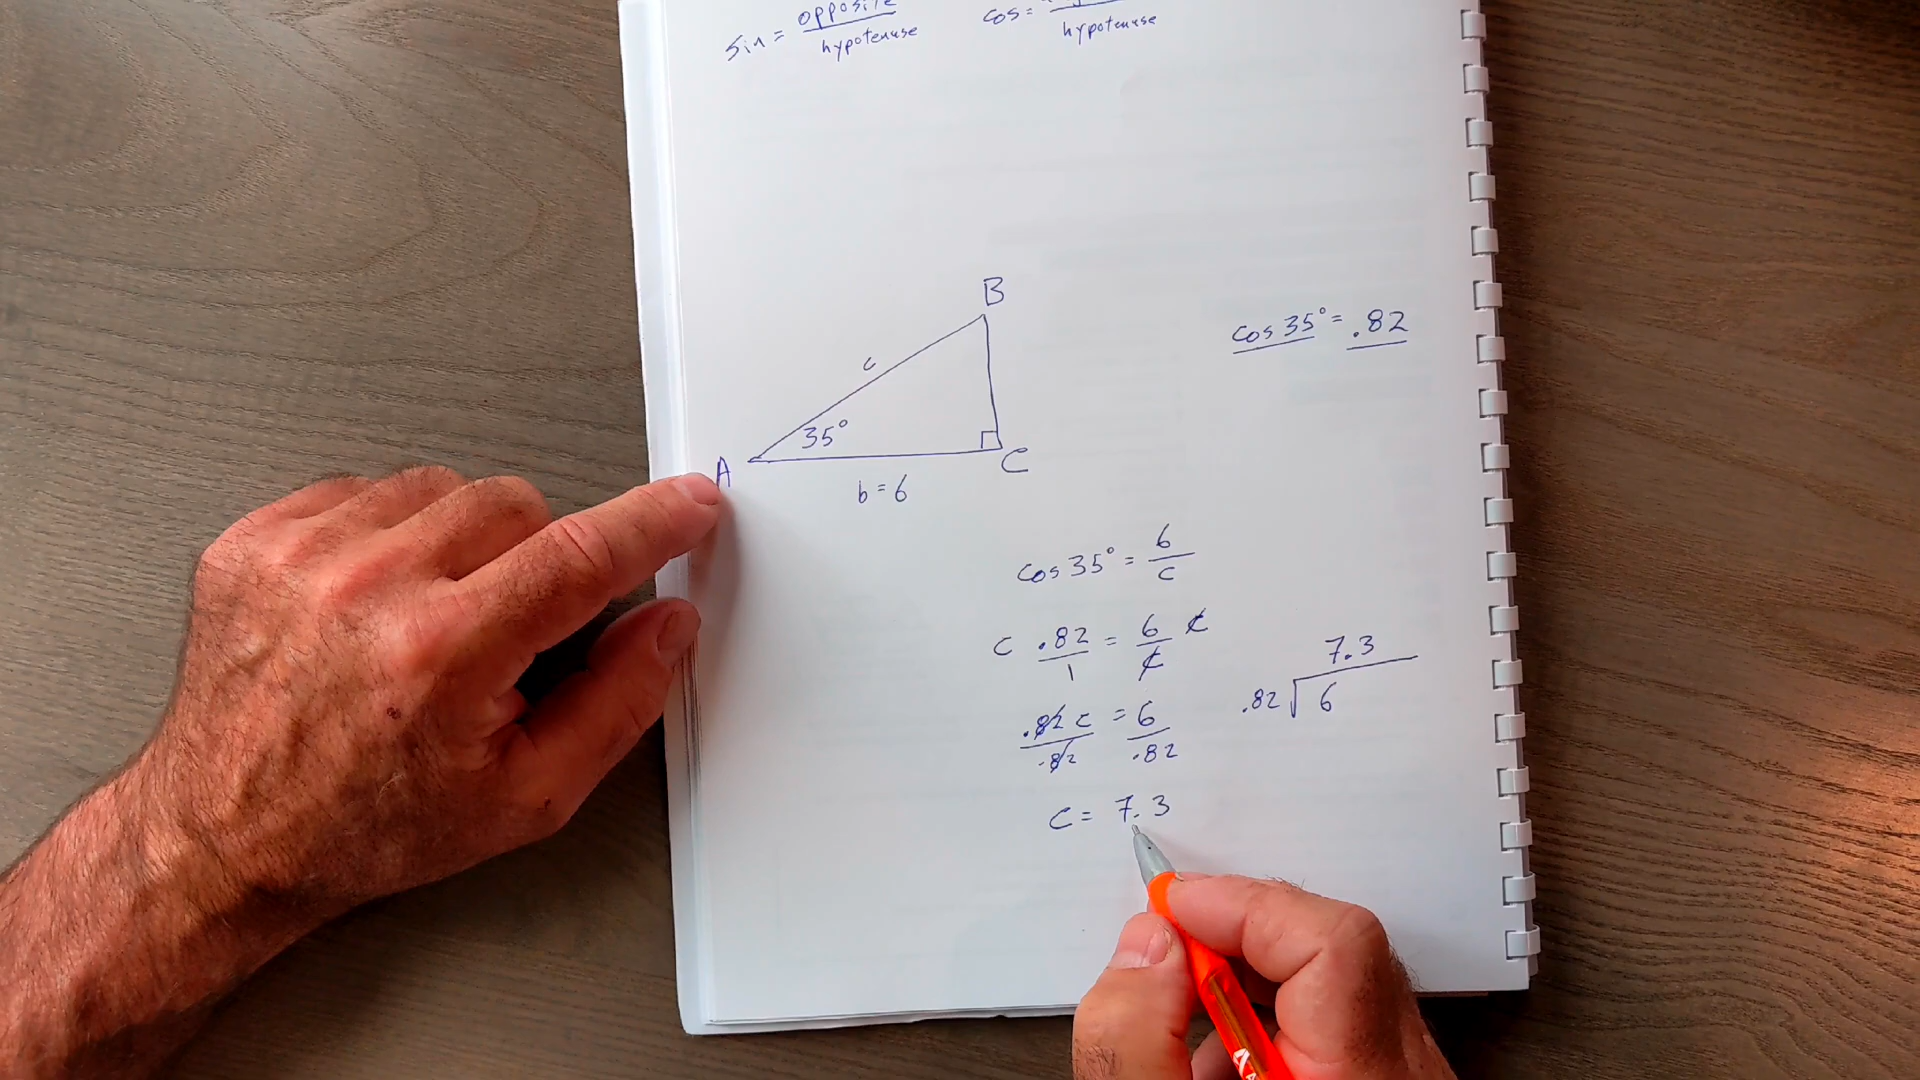 sin = opposite / hypotenuse
cos = / hypotenuse
B
cos 35° = .82
c
35°
A
C
b = 6
cos 35° = 6 / c
c .82 / 1 = 6 / c c
7.3
.82 √ 6
.82 c / .82 = 6 / .82
c = 7.3
A